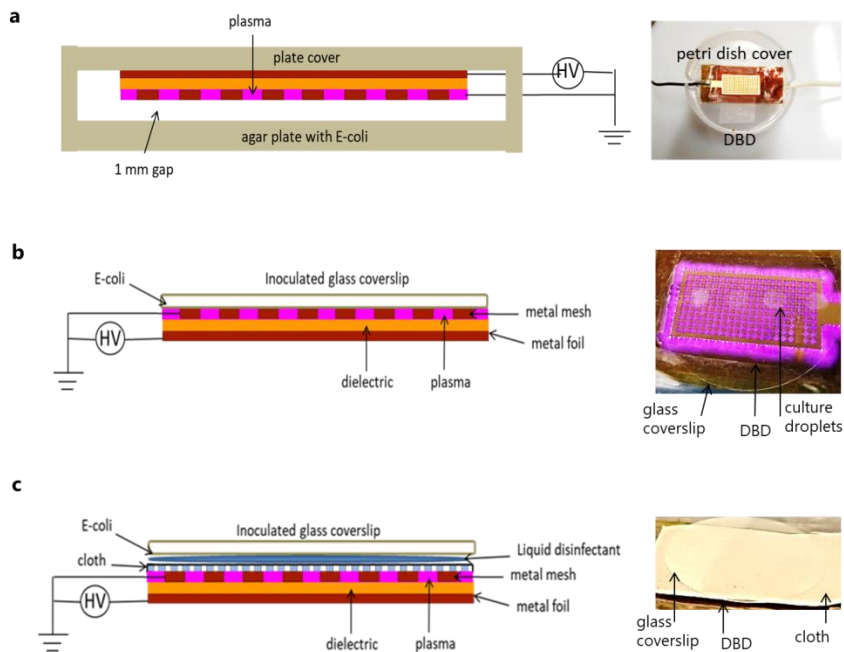 a
plasma
plate cover
HV
agar plate with E-coli
1 mm gap
petri dish cover
DBD
b
E-coli
Inoculated glass coverslip
metal mesh
HV
metal foil
dielectric
plasma
glass
coverslip
DBD
culture
droplets
c
E-coli
Inoculated glass coverslip
Liquid disinfectant
cloth
metal mesh
HV
metal foil
dielectric
plasma
glass
coverslip
DBD
cloth